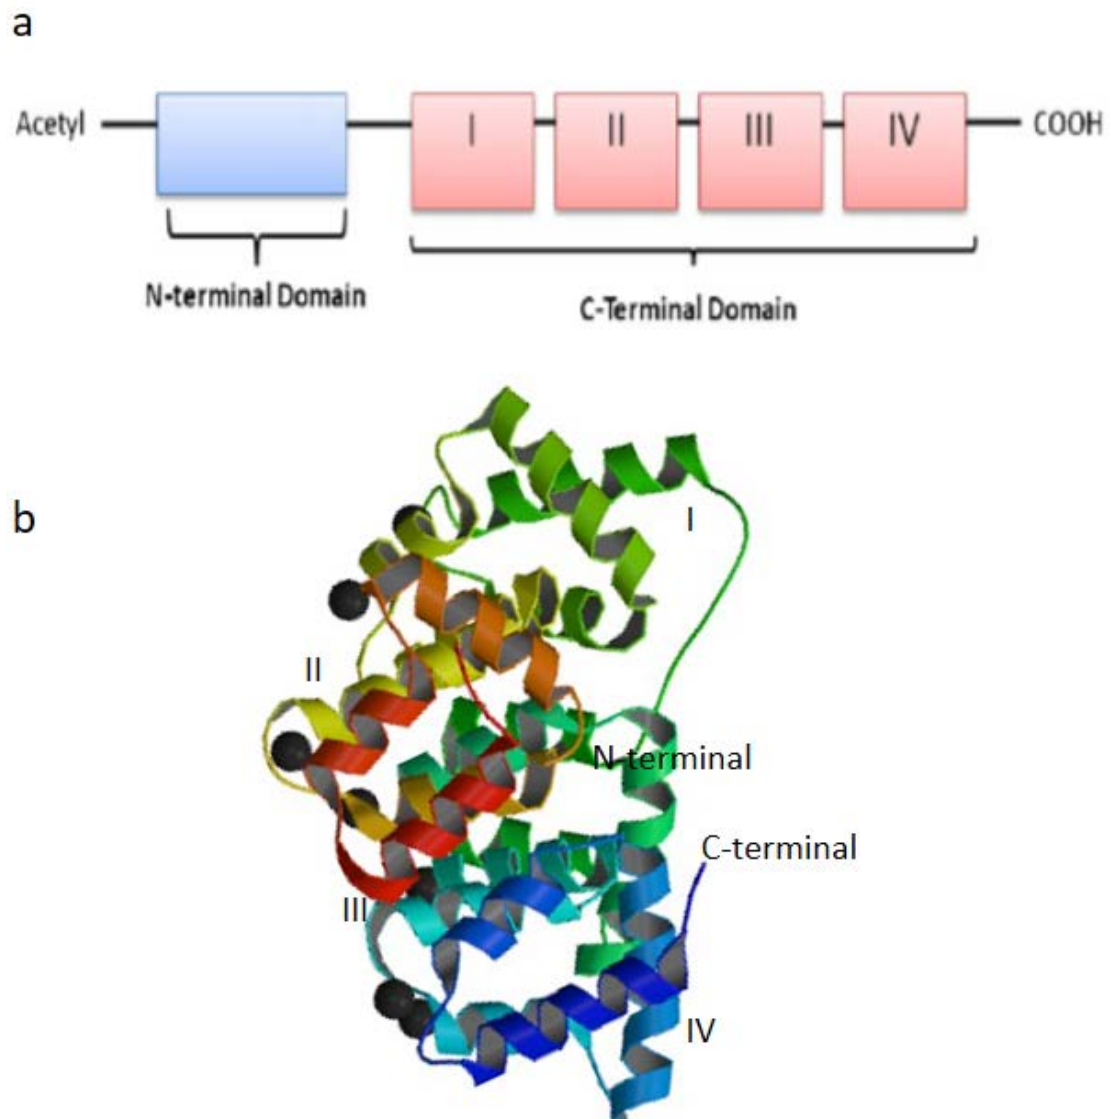 a
Acetyl I II III IV COOH
N-terminal Domain
C-Terminal Domain
b
I
II
N-terminal
C-terminal
III
IV